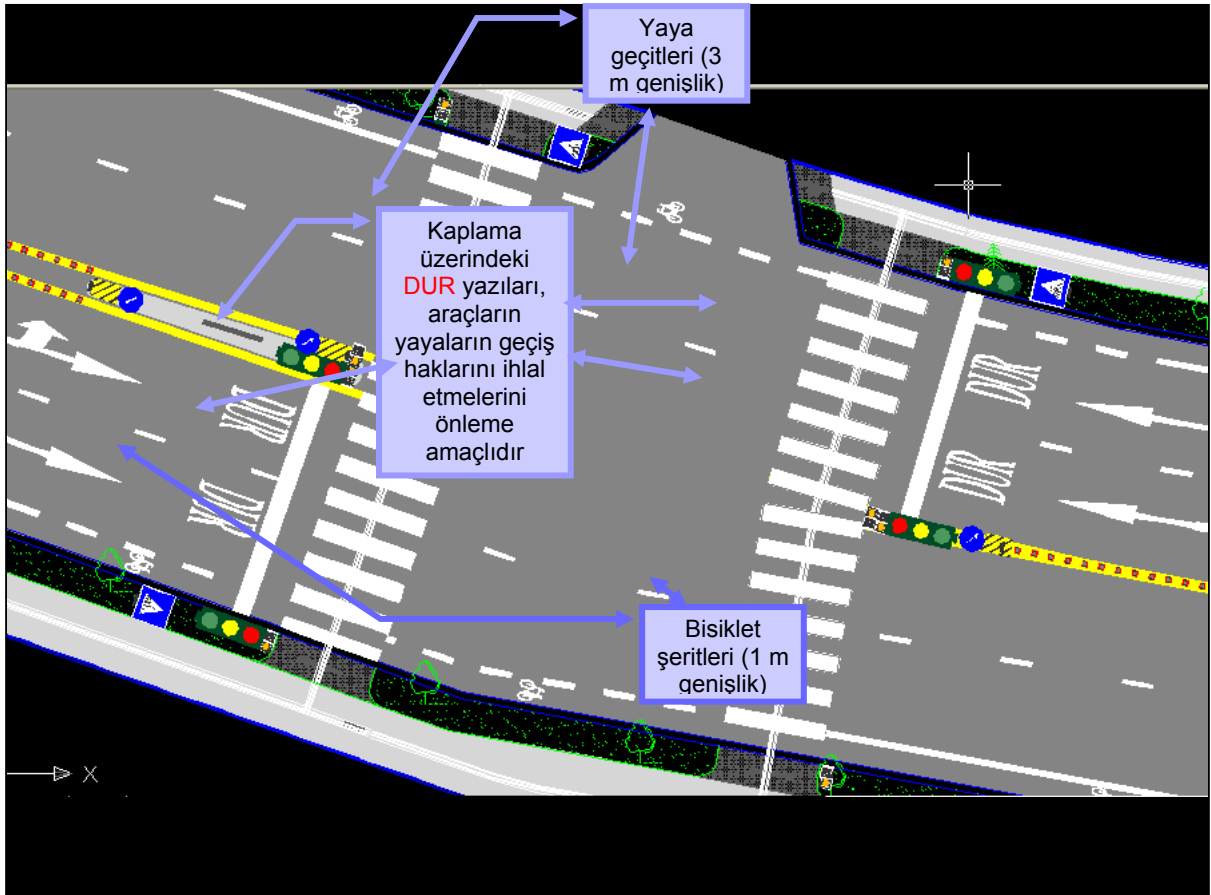 Yaya
geçitleri (3
m genişlik)
Kaplama
üzerindeki
DUR yazıları,
araçların
yayaların geçiş
haklarını ihlal
etmelerini
önleme
amaçlıdır
DUR
DUR
DUR
DUR
Bisiklet
şeritleri (1 m
genişlik)
X